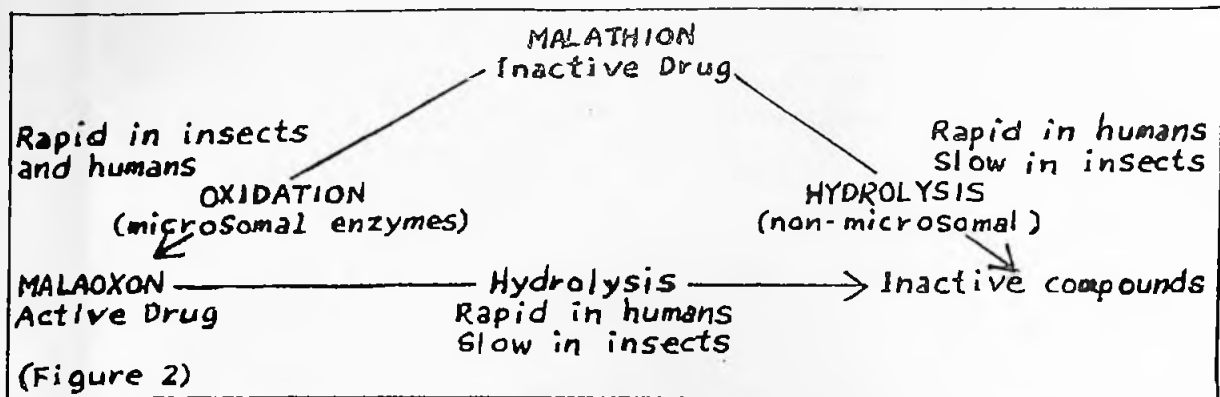 MALATHION
Inactive Drug
Rapid in insects
and humans
Rapid in humans
Slow in insects
OXIDATION
(microsomal enzymes)
HYDROLYSIS
(non-microsomal)
MALAOXON
Active Drug
Hydrolysis
Rapid in humans
Slow in insects
Inactive compounds
(Figure 2)